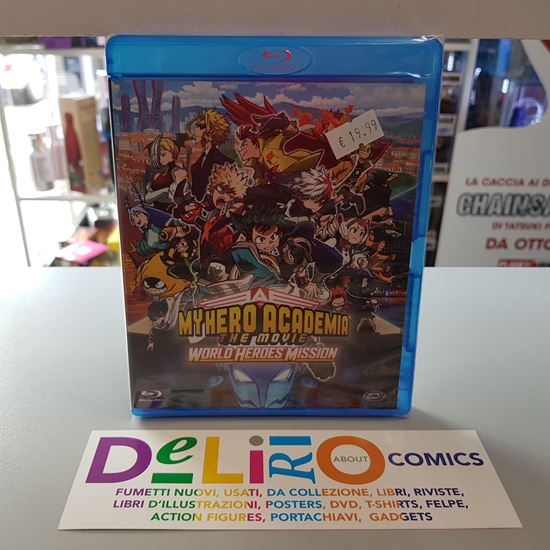 Blu-ray Disc
€ 19.99
MY HERO ACADEMIA
THE MOVIE
WORLD HEROES MISSION
LA CACCIA AI D
CHAINSA
DI TATSUKI F
DA OTTO
DELIRIO
ABOUT
COMICS
FUMETTI NUOVI, USATI, DA COLLEZIONE, LIBRI, RIVISTE,
LIBRI D'ILLUSTRAZIONI, POSTERS, DVD, T-SHIRTS, FELPE,
ACTION FIGURES, PORTACHIAVI, GADGETS